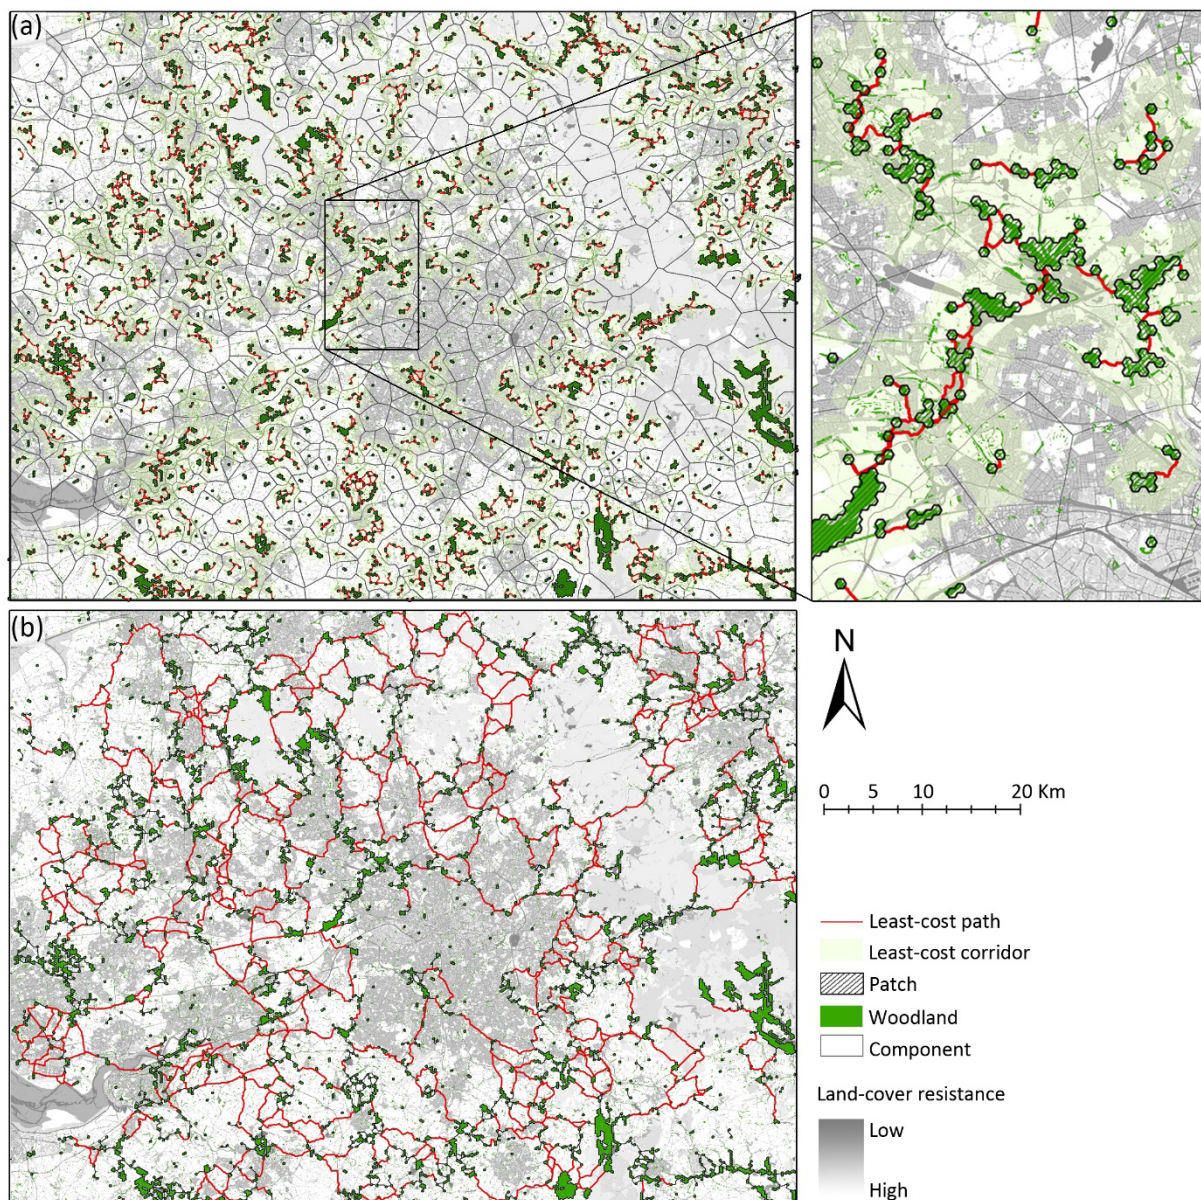 (a)
(b)
N
0 5 10 20 Km
Least-cost path
Least-cost corridor
Patch
Woodland
Component
Land-cover resistance
Low
High